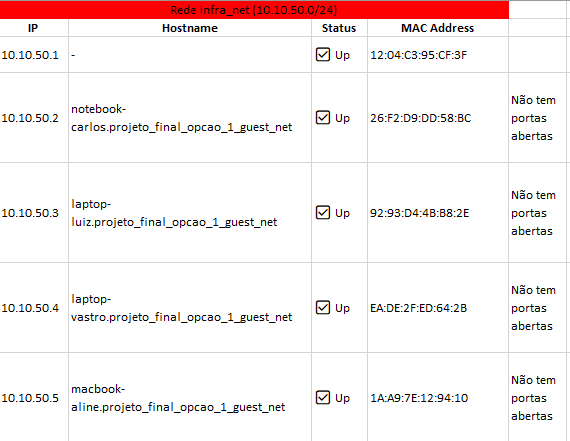 Rede Infra_net (10.10.50.0/24)
IP Hostname Status MAC Address
10.10.50.1 - Up 12:04:C3:95:CF:3F
10.10.50.2 notebook-
carlos.projeto_final_opcao_1_guest_net Up 26:F2:D9:DD:58:BC Não tem
portas
abertas
10.10.50.3 laptop-
luiz.projeto_final_opcao_1_guest_net Up 92:93:D4:4B:B8:2E Não tem
portas
abertas
10.10.50.4 laptop-
vastro.projeto_final_opcao_1_guest_net Up EA:DE:2F:ED:64:2B Não tem
portas
abertas
10.10.50.5 macbook-
aline.projeto_final_opcao_1_guest_net Up 1A:A9:7E:12:94:10 Não tem
portas
abertas